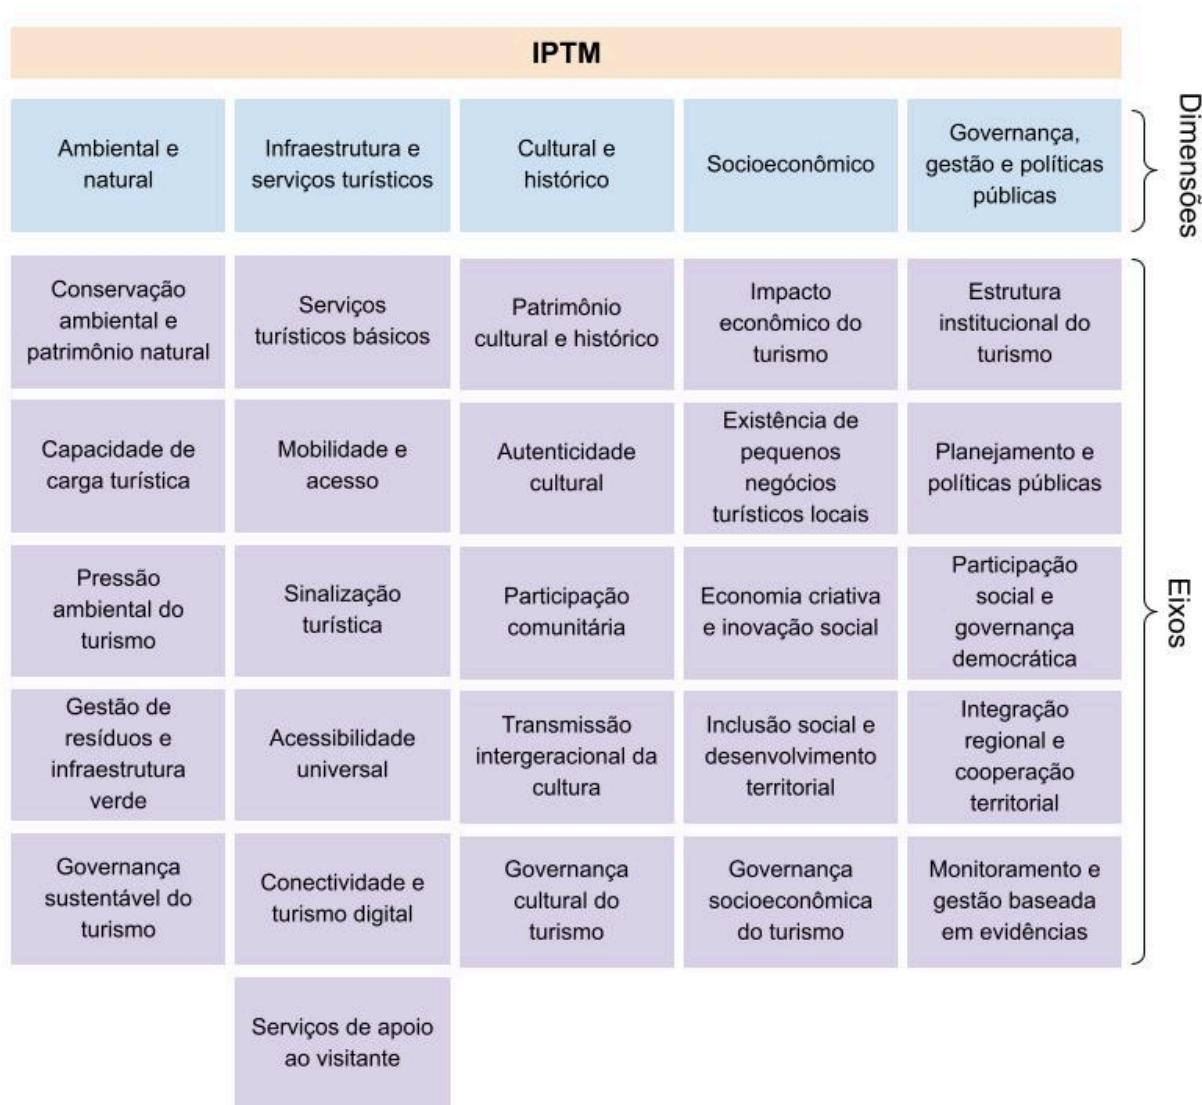 IPTM
Ambiental e
natural
Infraestrutura e
serviços turísticos
Cultural e
histórico
Socioeconômico
Governança,
gestão e políticas
públicas
Dimensões
Conservação
ambiental e
patrimônio natural
Serviços
turísticos básicos
Patrimônio
cultural e histórico
Impacto
econômico do
turismo
Estrutura
institucional do
turismo
Capacidade de
carga turística
Mobilidade e
acesso
Autenticidade
cultural
Existência de
pequenos
negócios
turísticos locais
Planejamento e
políticas públicas
Pressão
ambiental do
turismo
Sinalização
turística
Participação
comunitária
Economia criativa
e inovação social
Participação
social e
governança
democrática
Eixos
Gestão de
resíduos e
infraestrutura
verde
Acessibilidade
universal
Transmissão
intergeracional da
cultura
Inclusão social e
desenvolvimento
territorial
Integração
regional e
cooperação
territorial
Governança
sustentável do
turismo
Conectividade e
turismo digital
Governança
cultural do
turismo
Governança
socioeconômica
do turismo
Monitoramento e
gestão baseada
em evidências
Serviços de apoio
ao visitante